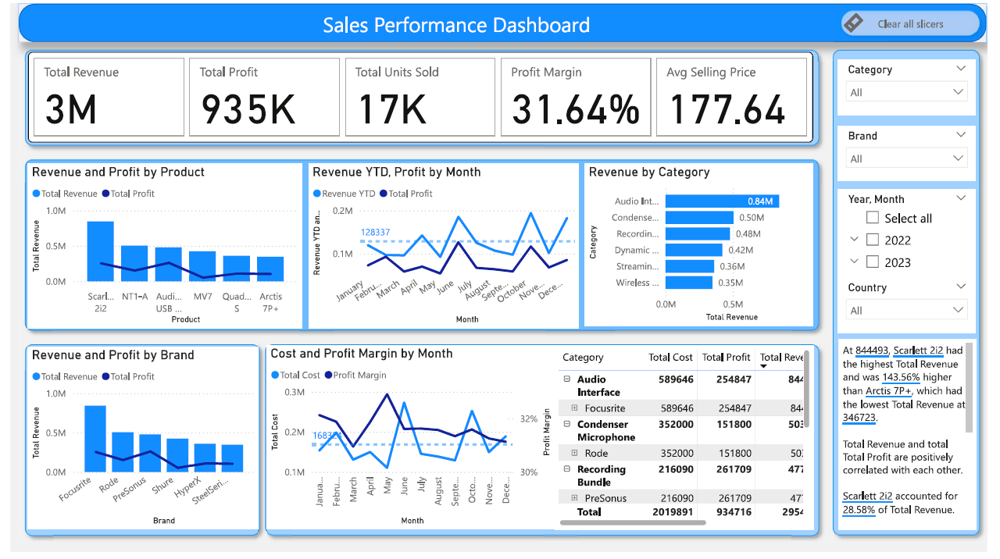 Sales Performance Dashboard
Clear all slicers
Total Revenue
3M
Total Profit
935K
Total Units Sold
17K
Profit Margin
31.64%
Avg Selling Price
177.64
Category
All
Brand
All
Year, Month
Select all
2022
2023
Country
All
Revenue and Profit by Product
Total Revenue Total Profit
Total Revenue
1.0M
0.5M
0.0M
Scarl... 2i2
NT1-A
Audi... USB ...
MV7
Quad... S
Arctis 7P+
Product
Revenue YTD, Profit by Month
Revenue YTD Total Profit
Revenue YTD an...
0.2M
128337
0.1M
January
Febru...
March
April
May
June
July
August
Septe...
October
Nove...
Dece...
Month
Revenue by Category
Category
Audio Int... 0.84M
Condense... 0.50M
Recordin... 0.48M
Dynamic ... 0.42M
Streamin... 0.36M
Wireless ... 0.35M
0.0M 0.5M
Total Revenue
Revenue and Profit by Brand
Total Revenue Total Profit
Total Revenue
1.0M
0.5M
0.0M
Focusrite
Rode
PreSonus
Shure
HyperX
SteelSeri...
Brand
Cost and Profit Margin by Month
Total Cost Profit Margin
Total Cost
0.3M
0.2M
0.1M
Profit Margin
32%
30%
Janua...
Febru...
March
April
May
June
July
August
Septe...
Octo...
Nove...
Dece...
Month
Category Total Cost Total Profit Total Reve
Audio Interface 589646 254847 844
Focusrite 589646 254847 844
Condenser Microphone 352000 151800 503
Rode 352000 151800 503
Recording Bundle 216090 261709 477
PreSonus 216090 261709 477
Total 2019891 934716 2954
At 844493, Scarlett 2i2 had
the highest Total Revenue
and was 143.56% higher
than Arctis 7P+, which had
the lowest Total Revenue at
346723.
Total Revenue and total
Total Profit are positively
correlated with each other.
Scarlett 2i2 accounted for
28.58% of Total Revenue.